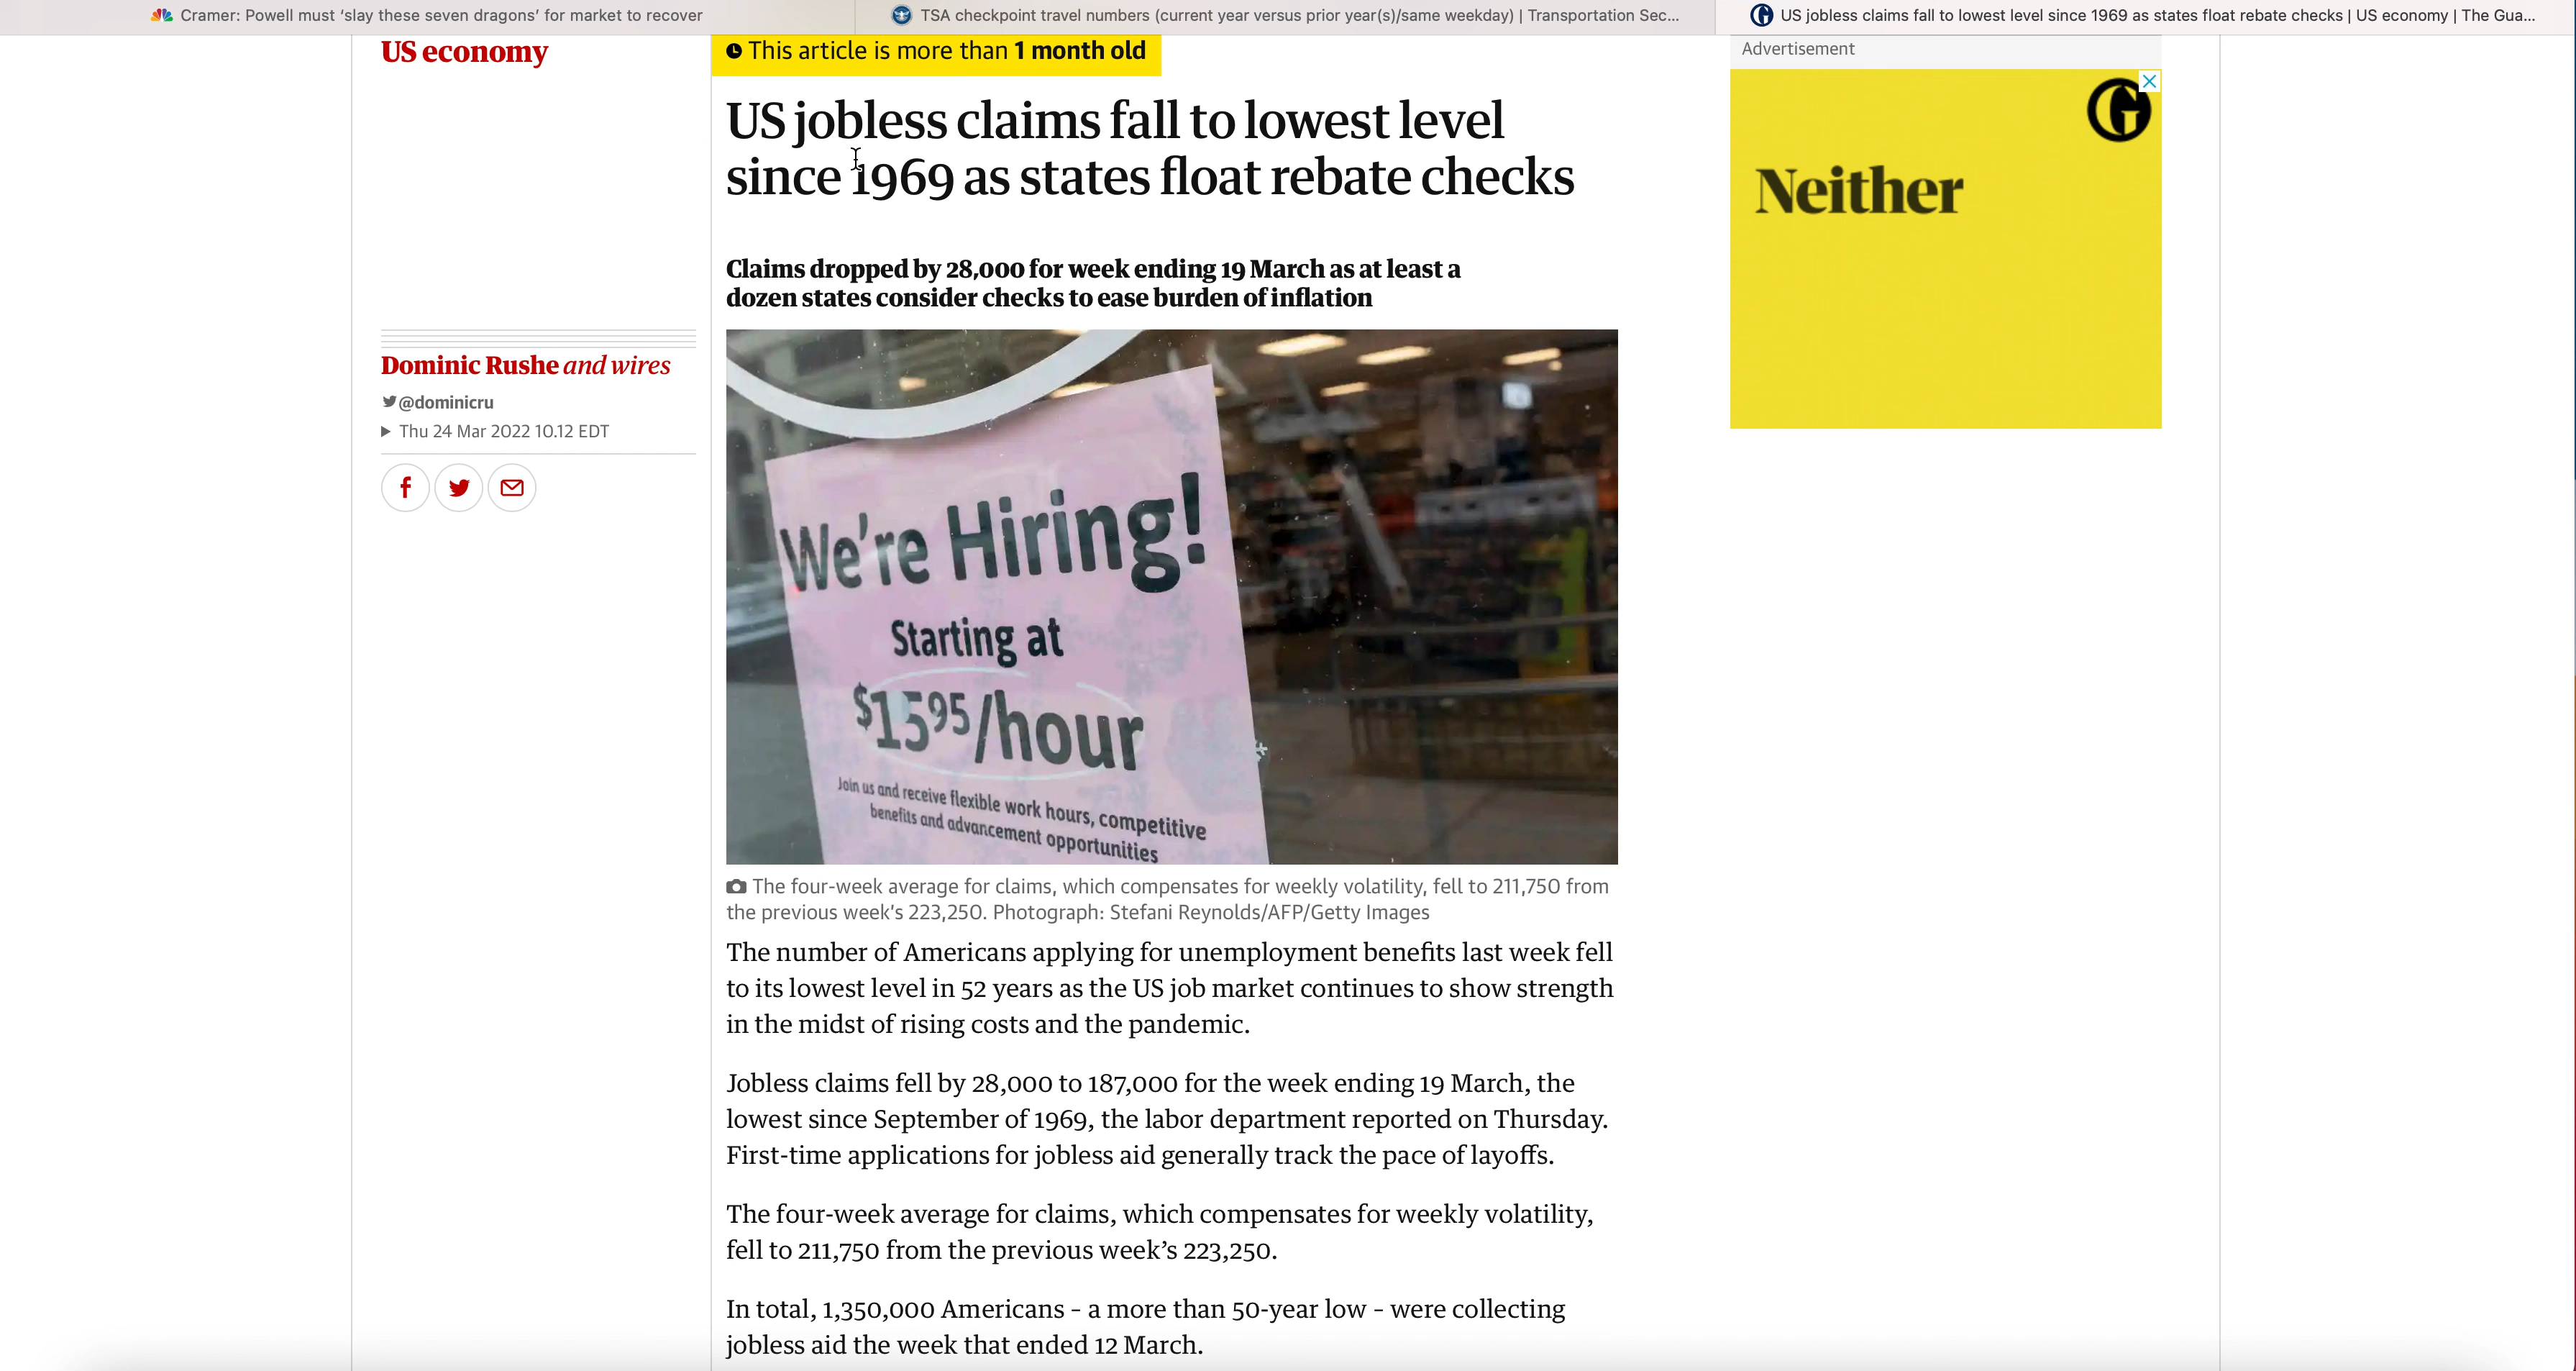 Cramer: Powell must ‘slay these seven dragons’ for market to recover
TSA checkpoint travel numbers (current year versus prior year(s)/same weekday) | Transportation Sec...
US jobless claims fall to lowest level since 1969 as states float rebate checks | US economy | The Gua...
US economy
This article is more than 1 month old
US jobless claims fall to lowest level
since 1969 as states float rebate checks
Claims dropped by 28,000 for week ending 19 March as at least a
dozen states consider checks to ease burden of inflation
Dominic Rushe and wires
@dominicru
Thu 24 Mar 2022 10.12 EDT
We're Hiring!
Starting at
$15 95/hour
Join us and receive flexible work hours, competitive
benefits and advancement opportunities
The four-week average for claims, which compensates for weekly volatility, fell to 211,750 from
the previous week’s 223,250. Photograph: Stefani Reynolds/AFP/Getty Images
The number of Americans applying for unemployment benefits last week fell
to its lowest level in 52 years as the US job market continues to show strength
in the midst of rising costs and the pandemic.
Jobless claims fell by 28,000 to 187,000 for the week ending 19 March, the
lowest since September of 1969, the labor department reported on Thursday.
First-time applications for jobless aid generally track the pace of layoffs.
The four-week average for claims, which compensates for weekly volatility,
fell to 211,750 from the previous week’s 223,250.
In total, 1,350,000 Americans – a more than 50-year low – were collecting
jobless aid the week that ended 12 March.
Advertisement
G
Neither